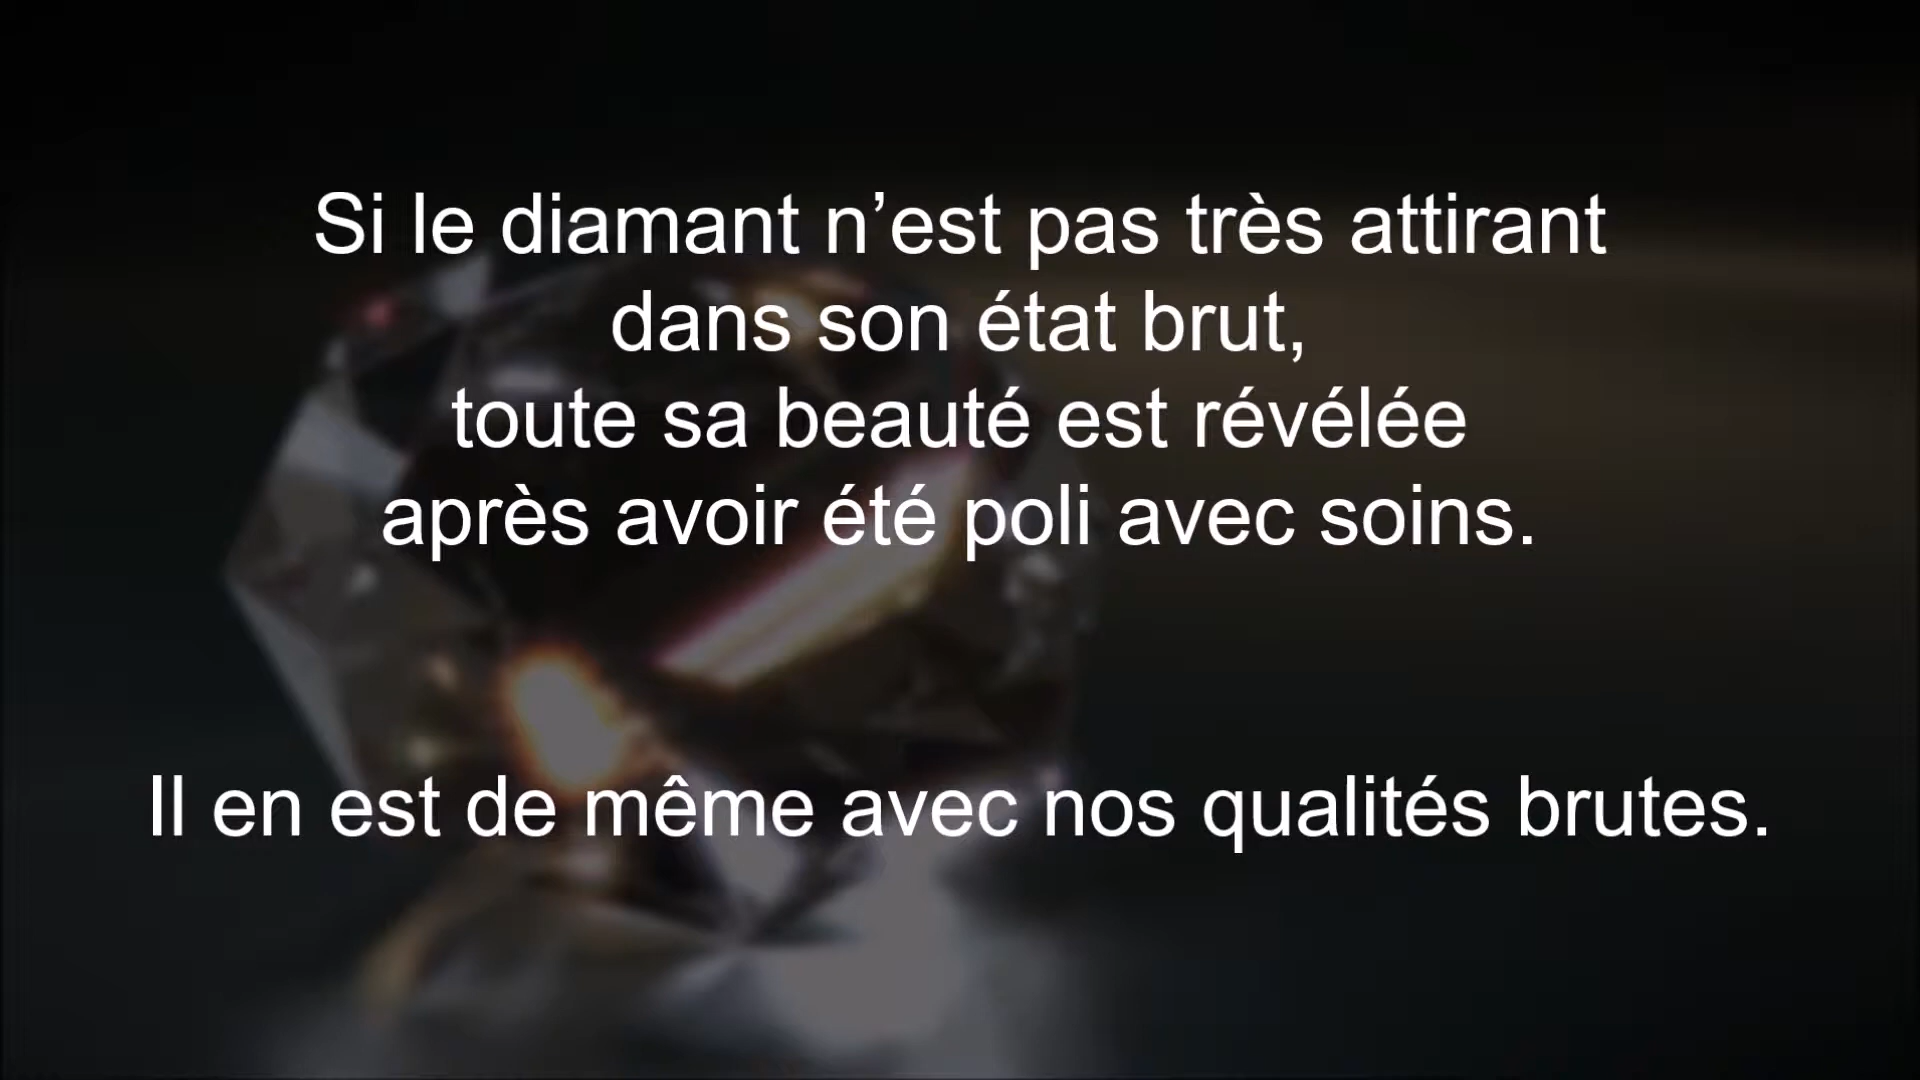 Si le diamant n’est pas très attirant
dans son état brut,
toute sa beauté est révélée
après avoir été poli avec soins.
Il en est de même avec nos qualités brutes.